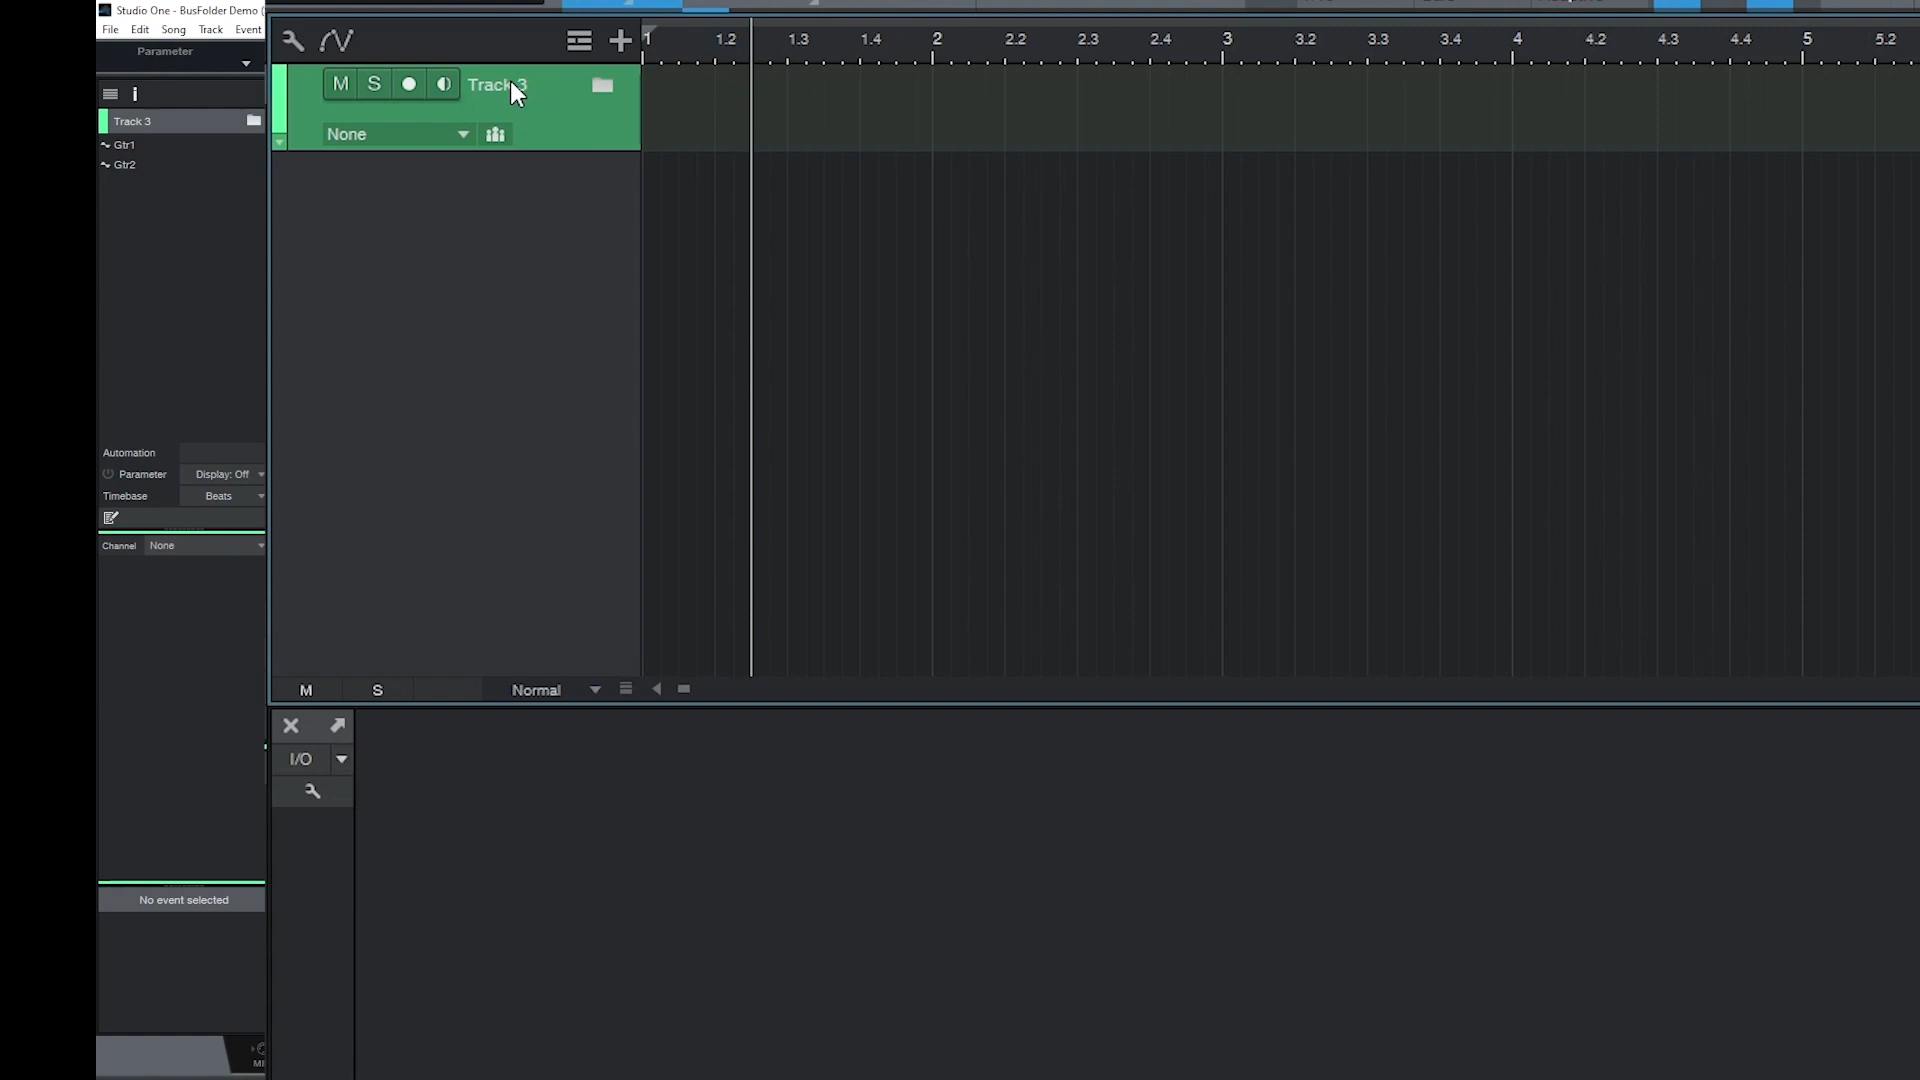 Studio One - BusFolder Demo (
File Edit Song Track Event
Parameter
i
Track 3
Gtr1
Gtr2
Automation
Parameter Display: Off
Timebase Beats
Channel None
No event selected
1 1.2 1.3 1.4 2 2.2 2.3 2.4 3 3.2 3.3 3.4 4 4.2 4.3 4.4 5 5.2
M S Track 3
None
M S Normal
I/O